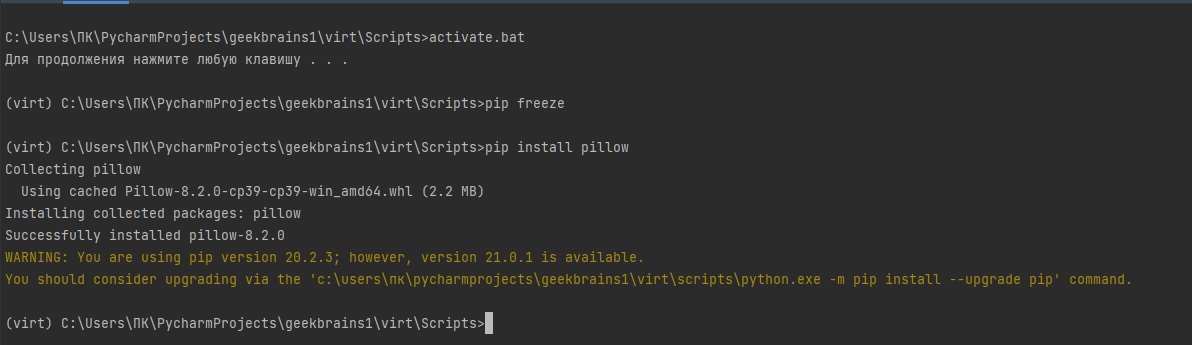 C:\Users\ПК\PycharmProjects\geekbrains1\virt\Scripts>activate.bat
Для продолжения нажмите любую клавишу . . .
(virt) C:\Users\ПК\PycharmProjects\geekbrains1\virt\Scripts>pip freeze
(virt) C:\Users\ПК\PycharmProjects\geekbrains1\virt\Scripts>pip install pillow
Collecting pillow
  Using cached Pillow-8.2.0-cp39-cp39-win_amd64.whl (2.2 MB)
Installing collected packages: pillow
Successfully installed pillow-8.2.0
WARNING: You are using pip version 20.2.3; however, version 21.0.1 is available.
You should consider upgrading via the 'c:\users\пк\pycharmprojects\geekbrains1\virt\scripts\python.exe -m pip install --upgrade pip' command.
(virt) C:\Users\ПК\PycharmProjects\geekbrains1\virt\Scripts>